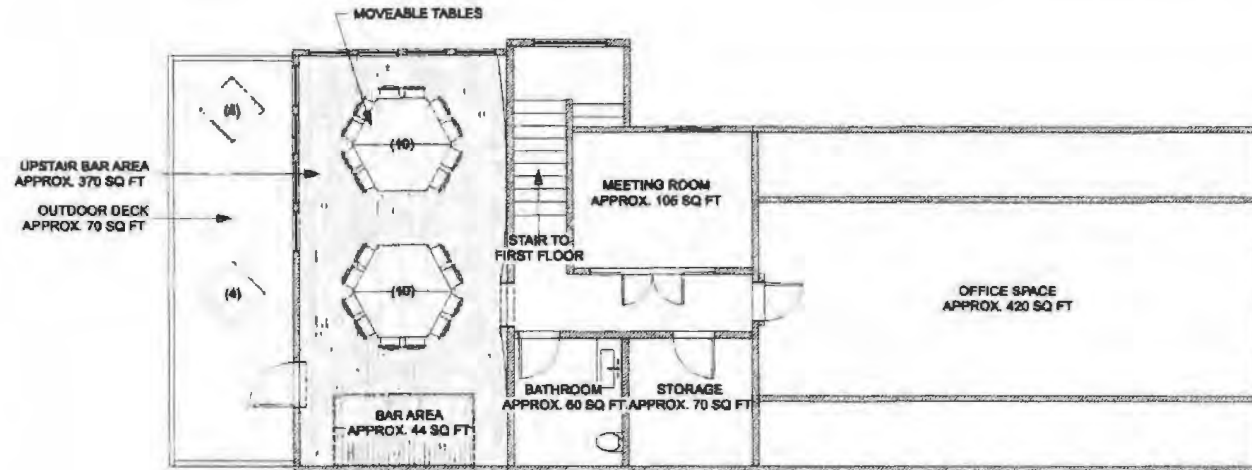 MOVEABLE TABLES
(10)
UPSTAIR BAR AREA
APPROX. 370 SQ FT
OUTDOOR DECK
APPROX. 70 SQ FT
MEETING ROOM
APPROX. 105 SQ FT
STAIR TO
FIRST FLOOR
(4)
(10)
OFFICE SPACE
APPROX. 420 SQ FT
BATHROOM
APPROX. 60 SQ FT
STORAGE
APPROX. 70 SQ FT
BAR AREA
APPROX. 44 SQ FT